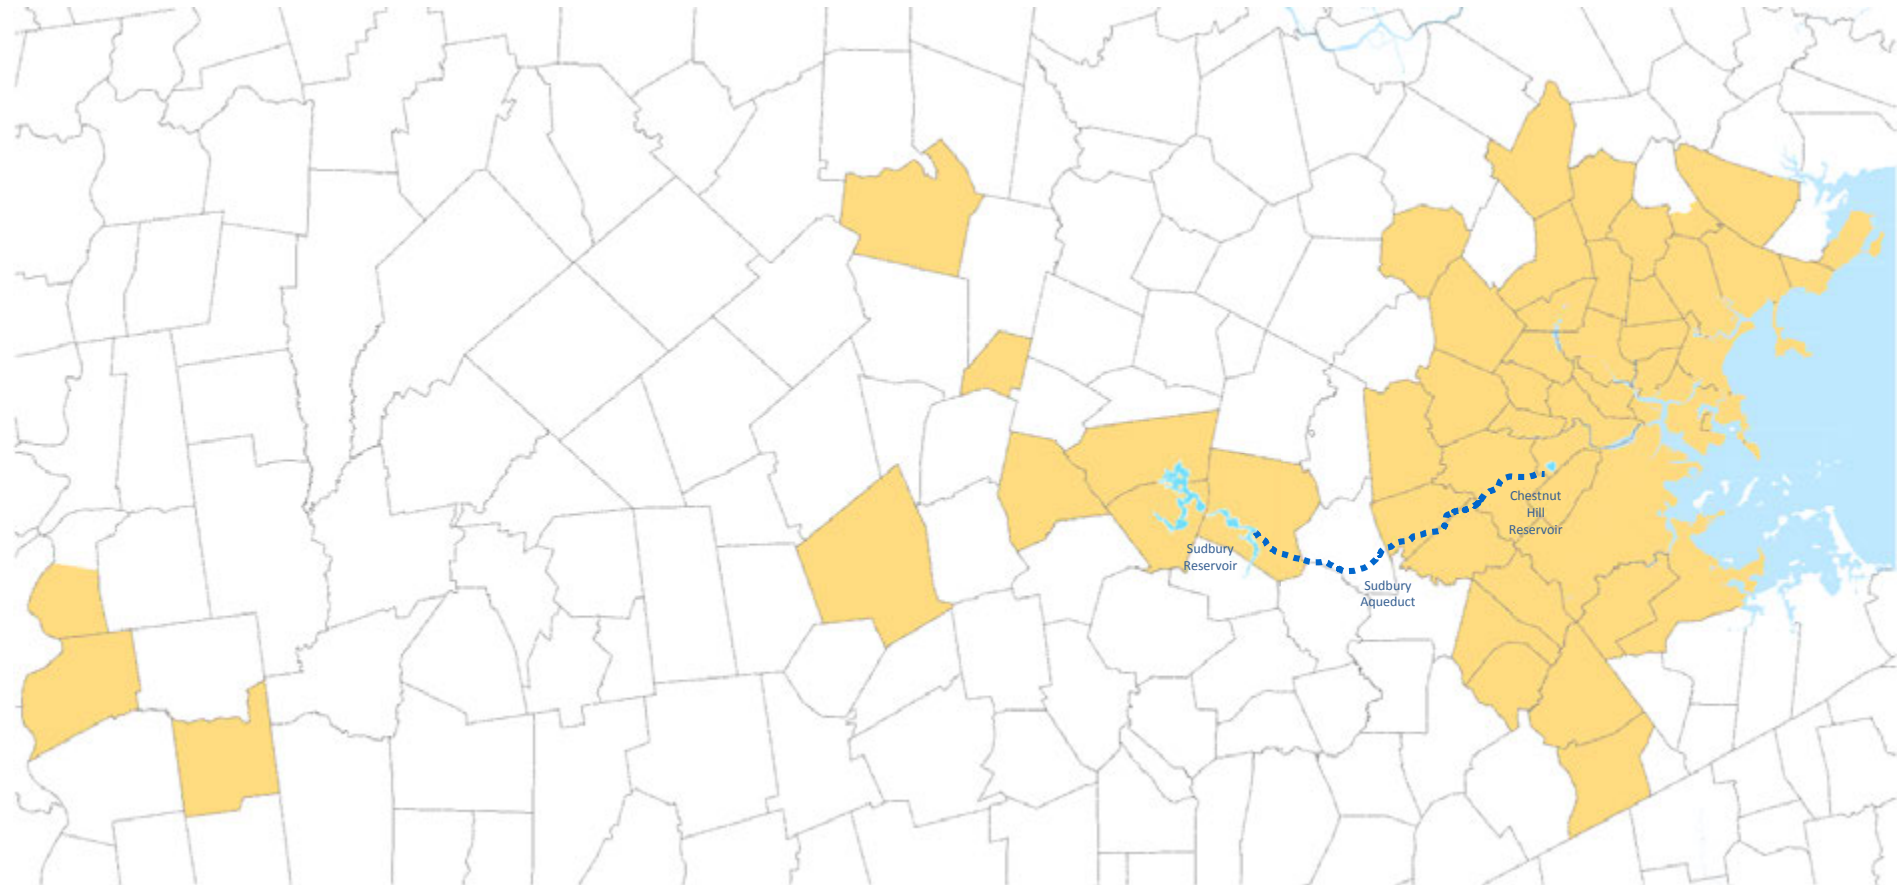 Sudbury
Reservoir
Sudbury
Aqueduct
Chestnut
Hill
Reservoir